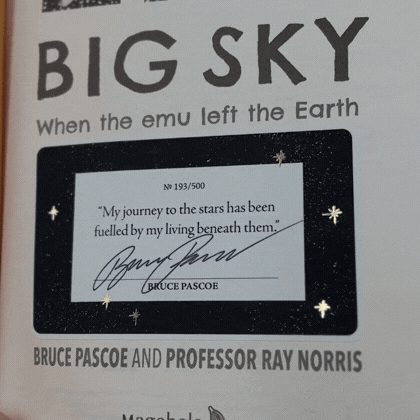 BIG SKY
When the emu left the Earth
№ 193/500
“My journey to the stars has been
fuelled by my living beneath them.”
BRUCE PASCOE
BRUCE PASCOE AND PROFESSOR RAY NORRIS